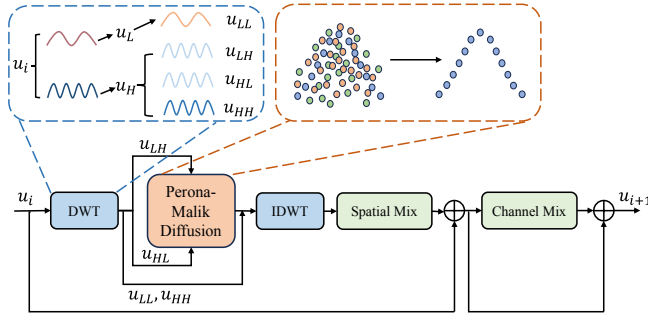 u_i
u_L
u_H
u_LL
u_LH
u_HL
u_HH
u_LH
u_i
DWT
Perona-
Malik
Diffusion
IDWT
Spatial Mix
Channel Mix
u_{i+1}
u_HL
u_LL, u_HH